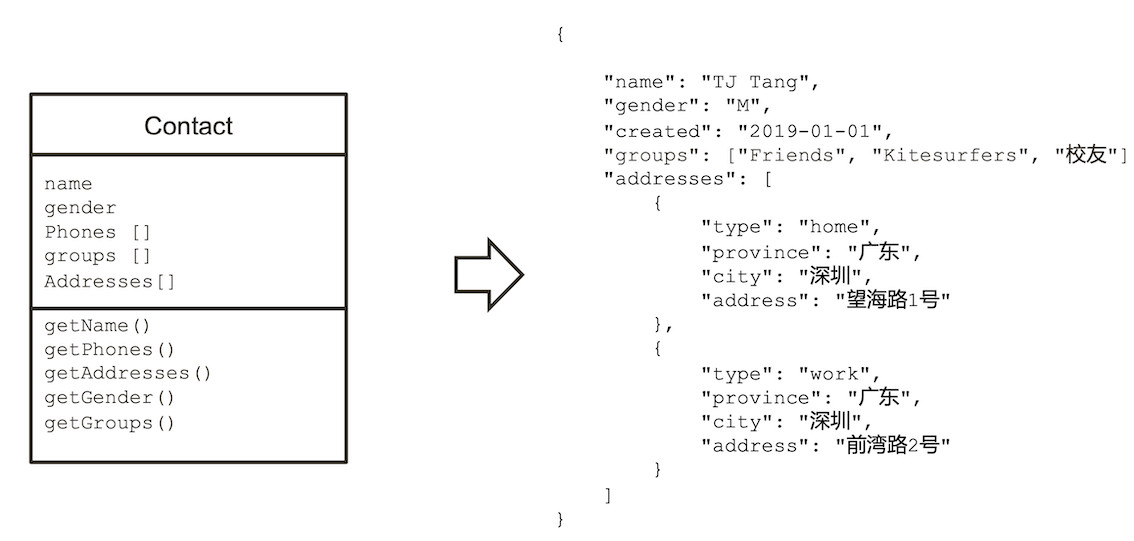 Contact
name
gender
Phones []
groups []
Addresses[]
getName()
getPhones()
getAddresses()
getGender()
getGroups()
{
"name": "TJ Tang",
"gender": "M",
"created": "2019-01-01",
"groups": ["Friends", "Kitesurfers", "校友"]
"addresses": [
{
"type": "home",
"province": "广东",
"city": "深圳",
"address": "望海路1号"
},
{
"type": "work",
"province": "广东",
"city": "深圳",
"address": "前湾路2号"
}
]
}